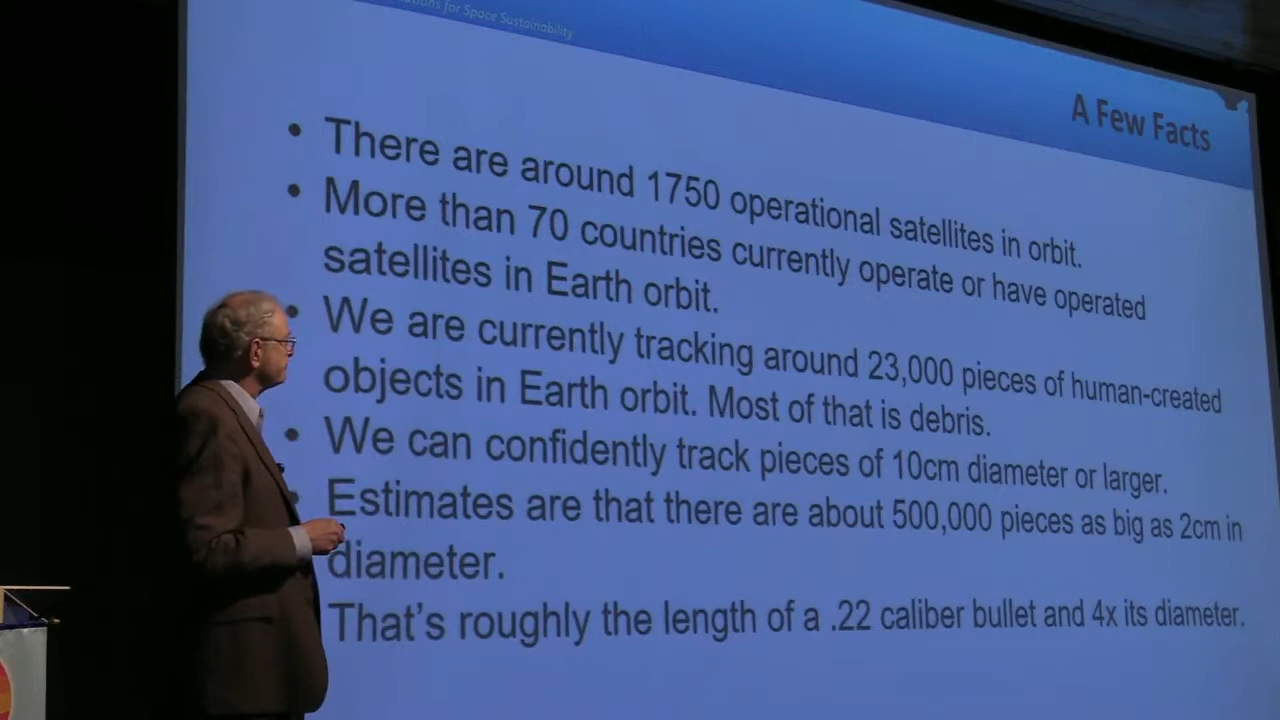 ations for Space Sustainability
A Few Facts
• There are around 1750 operational satellites in orbit.
• More than 70 countries currently operate or have operated
satellites in Earth orbit.
• We are currently tracking around 23,000 pieces of human-created
objects in Earth orbit. Most of that is debris.
• We can confidently track pieces of 10cm diameter or larger.
Estimates are that there are about 500,000 pieces as big as 2cm in
diameter.
That's roughly the length of a .22 caliber bullet and 4x its diameter.